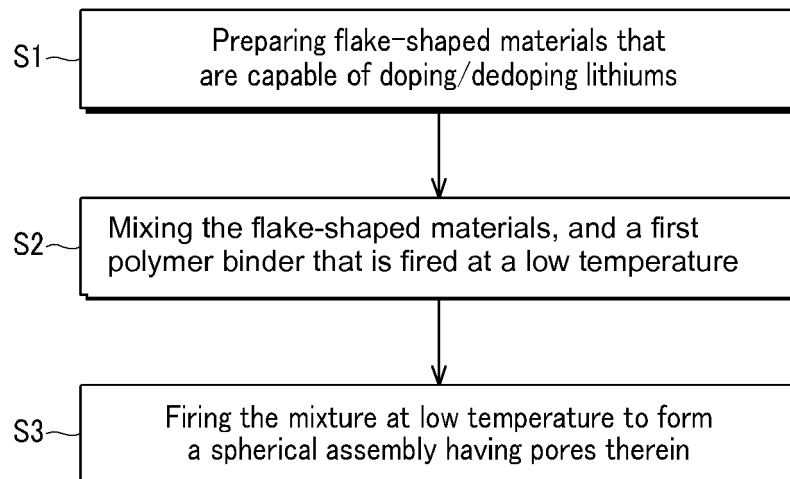 S1
Preparing flake-shaped materials that
are capable of doping/dedoping lithiums
S2
Mixing the flake-shaped materials, and a first
polymer binder that is fired at a low temperature
S3
Firing the mixture at low temperature to form
a spherical assembly having pores therein